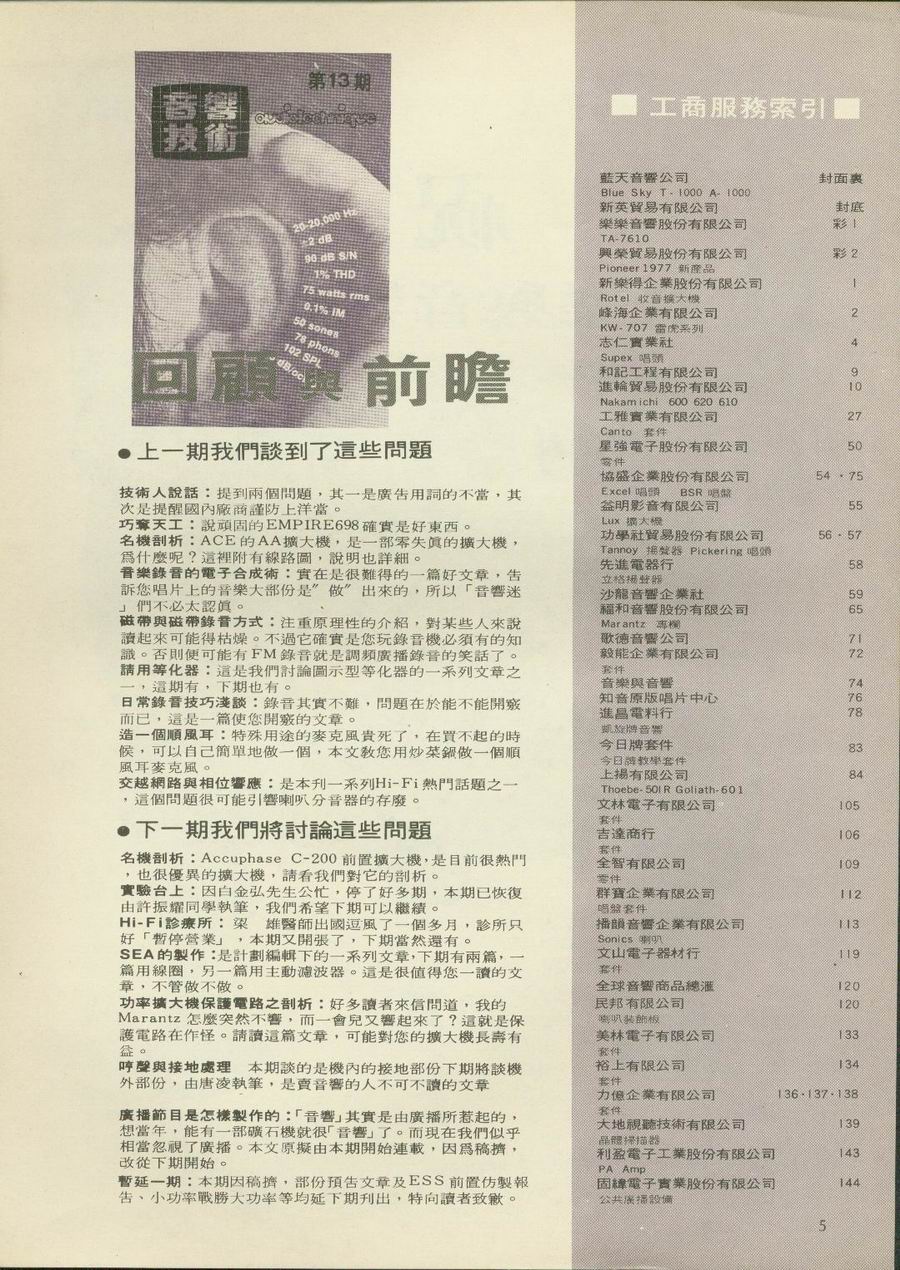 第13期
音響
技術
audiotechnique
20-20,000 Hz
±2 dB
96 dB S/N
1% THD
75 watts rms
0.1% IM
50 sones
76 phons
102 SPL
回顧與前瞻
●上一期我們談到了這些問題
技術人說話：提到兩個問題，其一是廣告用詞的不當，其
次是提醒國內廠商謹防上洋當。
巧奪天工：說頑固的EMPIRE698確實是好東西。
名機剖析：ACE的AA擴大機，是一部零失眞的擴大機，
爲什麼呢？這裡附有線路圖，說明也詳細。
音樂錄音的電子合成術：實在是很難得的一篇好文章，告
訴您唱片上的音樂大部份是〞做〞出來的，所以「音響迷
」們不必太認眞。
磁帶與磁帶錄音方式：注重原理性的介紹，對某些人來說
讀起來可能得枯燥。不過它確實是您玩錄音機必須有的知
識。否則便可能有FM錄音就是調頻廣播錄音的笑話了。
請用等化器：這是我們討論圖示型等化器的一系列文章之
一，這期有，下期也有。
日常錄音技巧淺談：錄音其實不難，問題在於能不能開竅
而已，這是一篇使您開竅的文章。
造一個順風耳：特殊用途的麥克風貴死了，在買不起的時
候，可以自己簡單地做一個，本文敎您用炒菜鍋做一個順
風耳麥克風。
交越網路與相位響應：是本刊一系列Hi-Fi熱門話題之一
，這個問題很可能引響喇叭分音器的存廢。
●下一期我們將討論這些問題
名機剖析：Accuphase C-200前置擴大機，是目前很熱門
，也很優異的擴大機，請看我們對它的剖析。
實驗台上：因白金弘先生公忙，停了好多期，本期已恢復
由許振耀同學執筆，我們希望下期可以繼續。
Hi-Fi診療所：梁　雄醫師出國逗風了一個多月，診所只
好「暫停營業」，本期又開張了，下期當然還有。
SEA的製作：是計劃編輯下的一系列文章，下期有兩篇，一
篇用線圈，另一篇用主動濾波器。這是很值得您一讀的文
章，不管做不做。
功率擴大機保護電路之剖析：好多讀者來信問道，我的
Marantz 怎麼突然不響，而一會兒又響起來了？這就是保
護電路在作怪。請讀這篇文章，可能對您的擴大機長壽有
益。
哼聲與接地處理　本期談的是機內的接地部份下期將談機
外部份，由唐凌執筆，是賣音響的人不可不讀的文章
廣播節目是怎樣製作的：「音響」其實是由廣播所惹起的，
想當年，能有一部礦石機就很「音響」了。而現在我們似乎
相當忽視了廣播。本文原擬由本期開始連載，因爲稿擠，
改從下期開始。
暫延一期：本期因稿擠，部份預告文章及ESS前置仿製報
告、小功率戰勝大功率等均延下期刊出，特向讀者致歉。
工商服務索引
藍天音響公司 封面裏
Blue Sky T-1000 A-1000
新英貿易有限公司 封底
樂樂音響股份有限公司 彩1
TA-7610
興榮貿易股份有限公司 彩2
Pioneer1977 新產品
新樂得企業股份有限公司 1
Rotel 收音擴大機
峰海企業有限公司 2
KW-707 雷虎系列
志仁實業社 4
Supex 唱頭
和記工程有限公司 9
進輪貿易股份有限公司 10
Nakamichi 600 620 610
工雅實業有限公司 27
Canto 套件
星強電子股份有限公司 50
零件
協盛企業股份有限公司 54・75
Excel唱頭 BSR唱盤
益明影音有限公司 55
Lux 擴大機
功學社貿易股份有限公司 56・57
Tannoy 揚聲器 Pickering唱頭
先進電器行 58
立格揚聲器
沙龍音響企業社 59
福和音響股份有限公司 65
Marantz 專欄
歌德音響公司 71
毅能企業有限公司 72
套件
音樂與音響 74
知音原版唱片中心 76
進昌電料行 78
凱旋牌音響
今日牌套件 83
今日牌教學套件
上揚有限公司 84
Thoebe-50IR Goliath-601
文林電子有限公司 105
套件
吉達商行 106
套件
全智有限公司 109
零件
群寶企業有限公司 112
唱盤套件
播韻音響企業有限公司 113
Sonics 喇叭
文山電子器材行 119
套件
全球音響商品總滙 120
民邦有限公司 120
喇叭裝飾板
美林電子有限公司 133
套件
裕上有限公司 134
套件
力億企業有限公司 136・137・138
套件
大地視聽技術有限公司 139
晶體掃描器
利盈電子工業股份有限公司 143
PA Amp
固緯電子實業股份有限公司 144
公共廣播設備
5